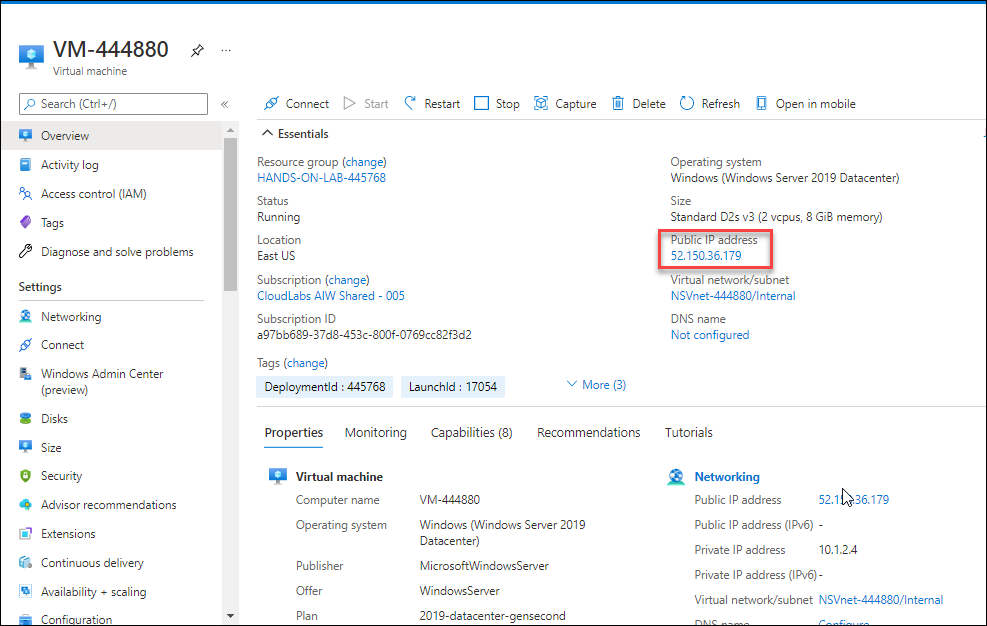 VM-444880
Virtual machine
Search (Ctrl+/)
«
Overview
Activity log
Access control (IAM)
Tags
Diagnose and solve problems
Settings
Networking
Connect
Windows Admin Center
(preview)
Disks
Size
Security
Advisor recommendations
Extensions
Continuous delivery
Availability + scaling
Configuration
Connect Start Restart Stop Capture Delete Refresh Open in mobile
Essentials
Resource group (change)
HANDS-ON-LAB-445768
Status
Running
Location
East US
Subscription (change)
CloudLabs AIW Shared - 005
Subscription ID
a97bb689-37d8-453c-800f-0769cc82f3d2
Operating system
Windows (Windows Server 2019 Datacenter)
Size
Standard D2s v3 (2 vcpus, 8 GiB memory)
Public IP address
52.150.36.179
Virtual network/subnet
NSVnet-444880/Internal
DNS name
Not configured
Tags (change)
DeploymentId : 445768 LaunchId : 17054 More (3)
Properties Monitoring Capabilities (8) Recommendations Tutorials
Virtual machine
Computer name VM-444880
Operating system Windows (Windows Server 2019
Datacenter)
Publisher MicrosoftWindowsServer
Offer WindowsServer
Plan 2019-datacenter-gensecond
Networking
Public IP address 52.150.36.179
Public IP address (IPv6) -
Private IP address 10.1.2.4
Private IP address (IPv6) -
Virtual network/subnet NSVnet-444880/Internal
DNS name Configure